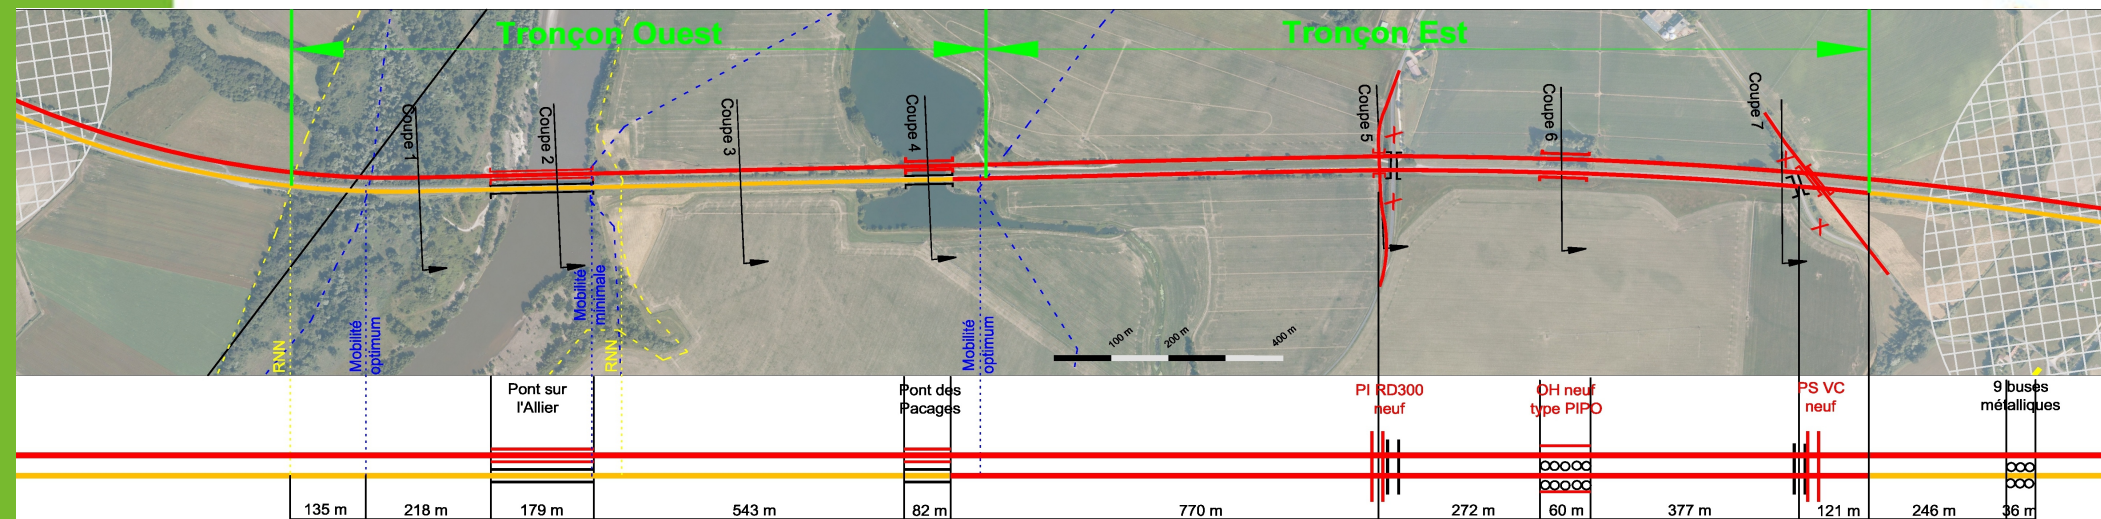 Tronçon Ouest
Tronçon Est
Coupe 1
Coupe 2
Coupe 3
Coupe 4
Coupe 5
Coupe 6
Coupe 7
RNN
Mobilité
optimum
Mobilité
minimale
RNN
Mobilité
optimum
100 m
200 m
400 m
Pont sur
l'Allier
Pont des
Pacages
PI RD300
neuf
OH neuf
type PIPO
PS VC
neuf
9 buses
métalliques
135 m
218 m
179 m
543 m
82 m
770 m
272 m
60 m
377 m
121 m
246 m
36 m